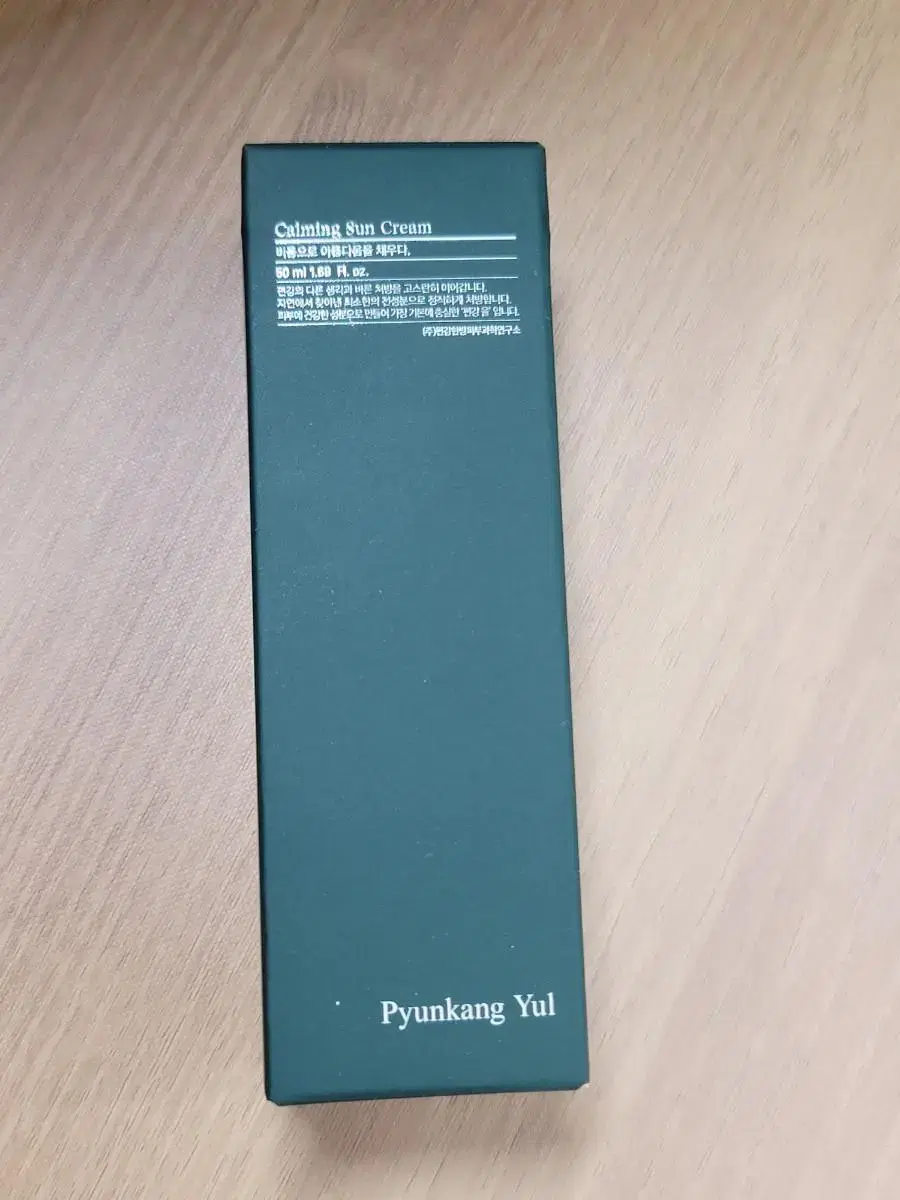 Calming Sun Cream
바름으로 아름다움을 채우다.
50 ml 1.69 Fl. oz.
편강의 다른 생각과 바른 처방을 고스란히 이어갑니다.
자연에서 찾아낸 최소한의 전성분으로 정직하게 처방합니다.
피부에 건강한 성분으로 만들어 가장 기본에 충실한 '편강 율'입니다.
(주)편강한방피부과학연구소
Pyunkang Yul